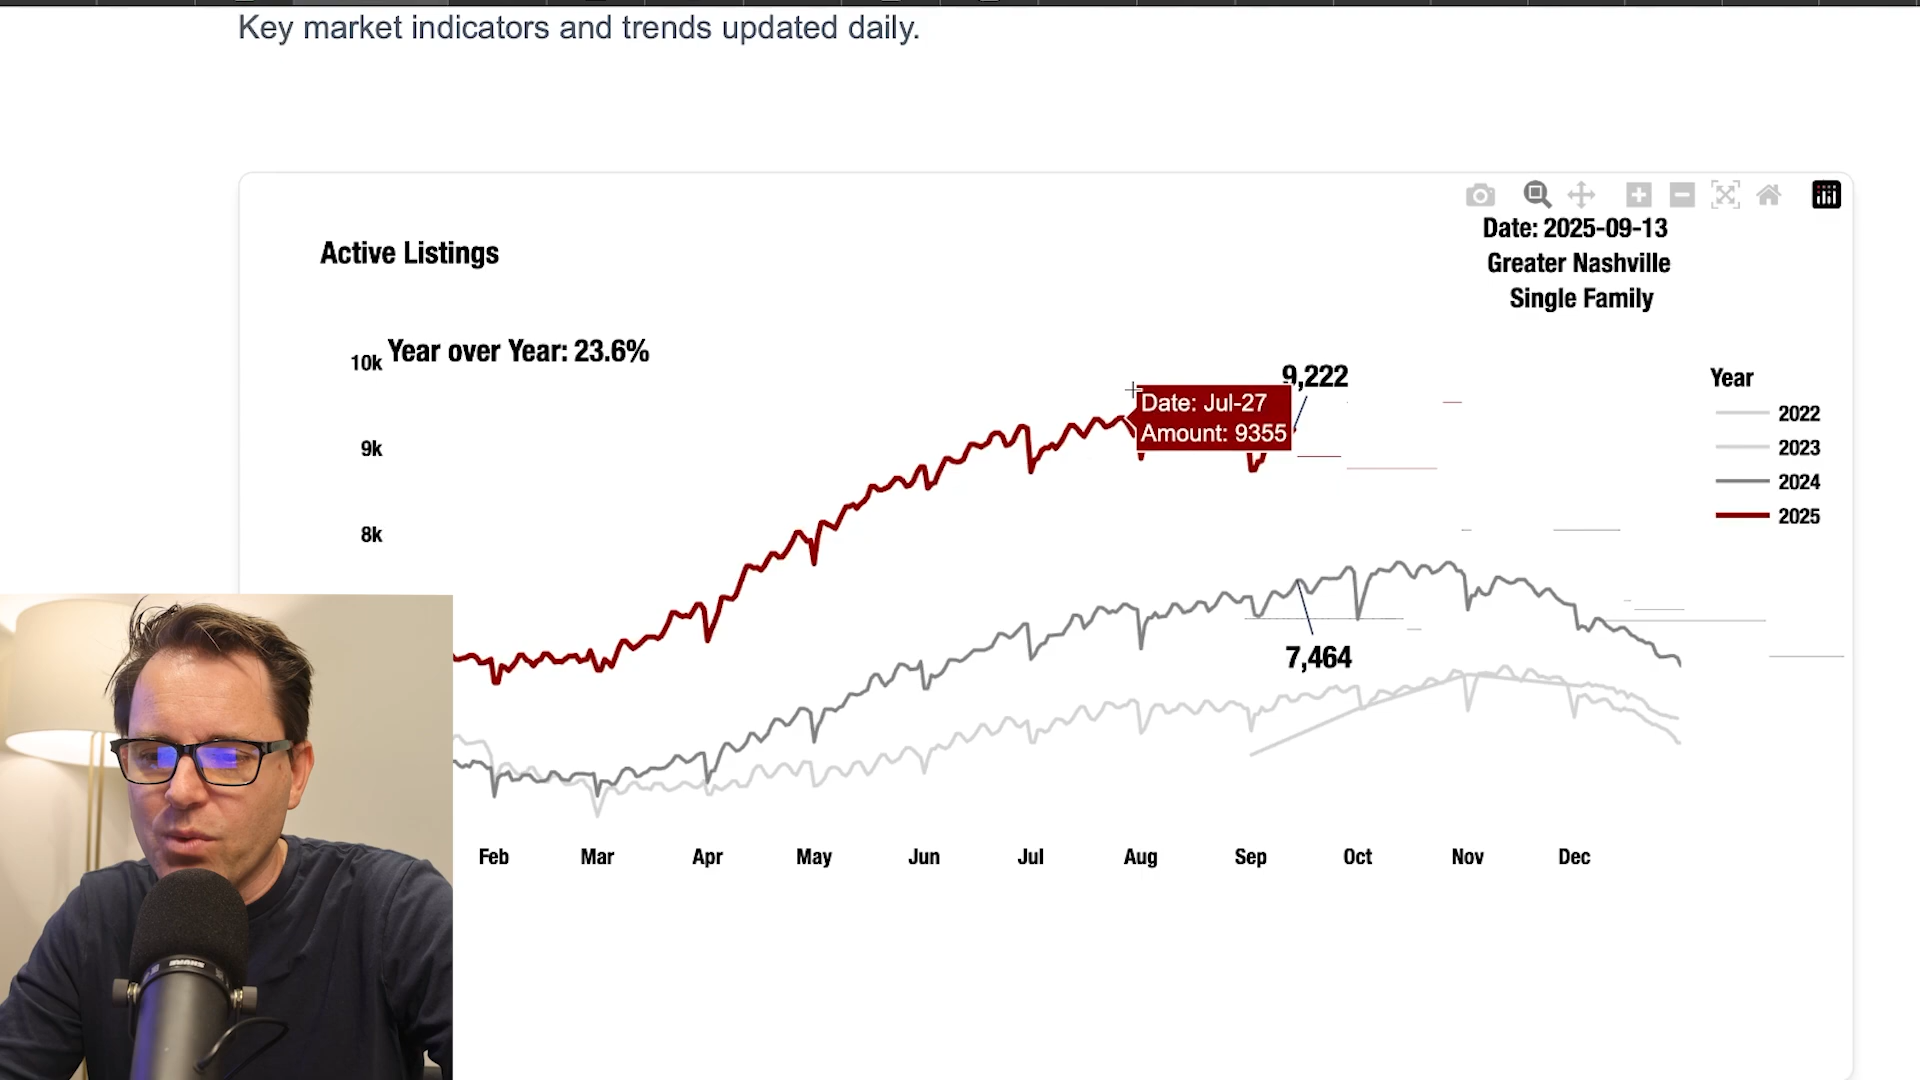 Key market indicators and trends updated daily.
Date: 2025-09-13
Greater Nashville
Single Family
Active Listings
Year over Year: 23.6%
10k
9k
8k
9,222
Date: Jul-27
Amount: 9355
7,464
Year
2022
2023
2024
2025
Feb Mar Apr May Jun Jul Aug Sep Oct Nov Dec
SHURE